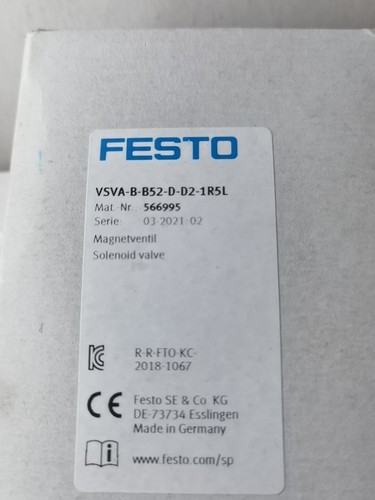 FESTO
VSVA-B-B52-D-D2-1R5L
Mat.-Nr. 566995
Serie: 03-2021-02
Magnetventil
Solenoid valve
R-R-FTO-KC-
2018-1067
CE Festo SE & Co. KG
DE-73734 Esslingen
Made in Germany
www.festo.com/sp